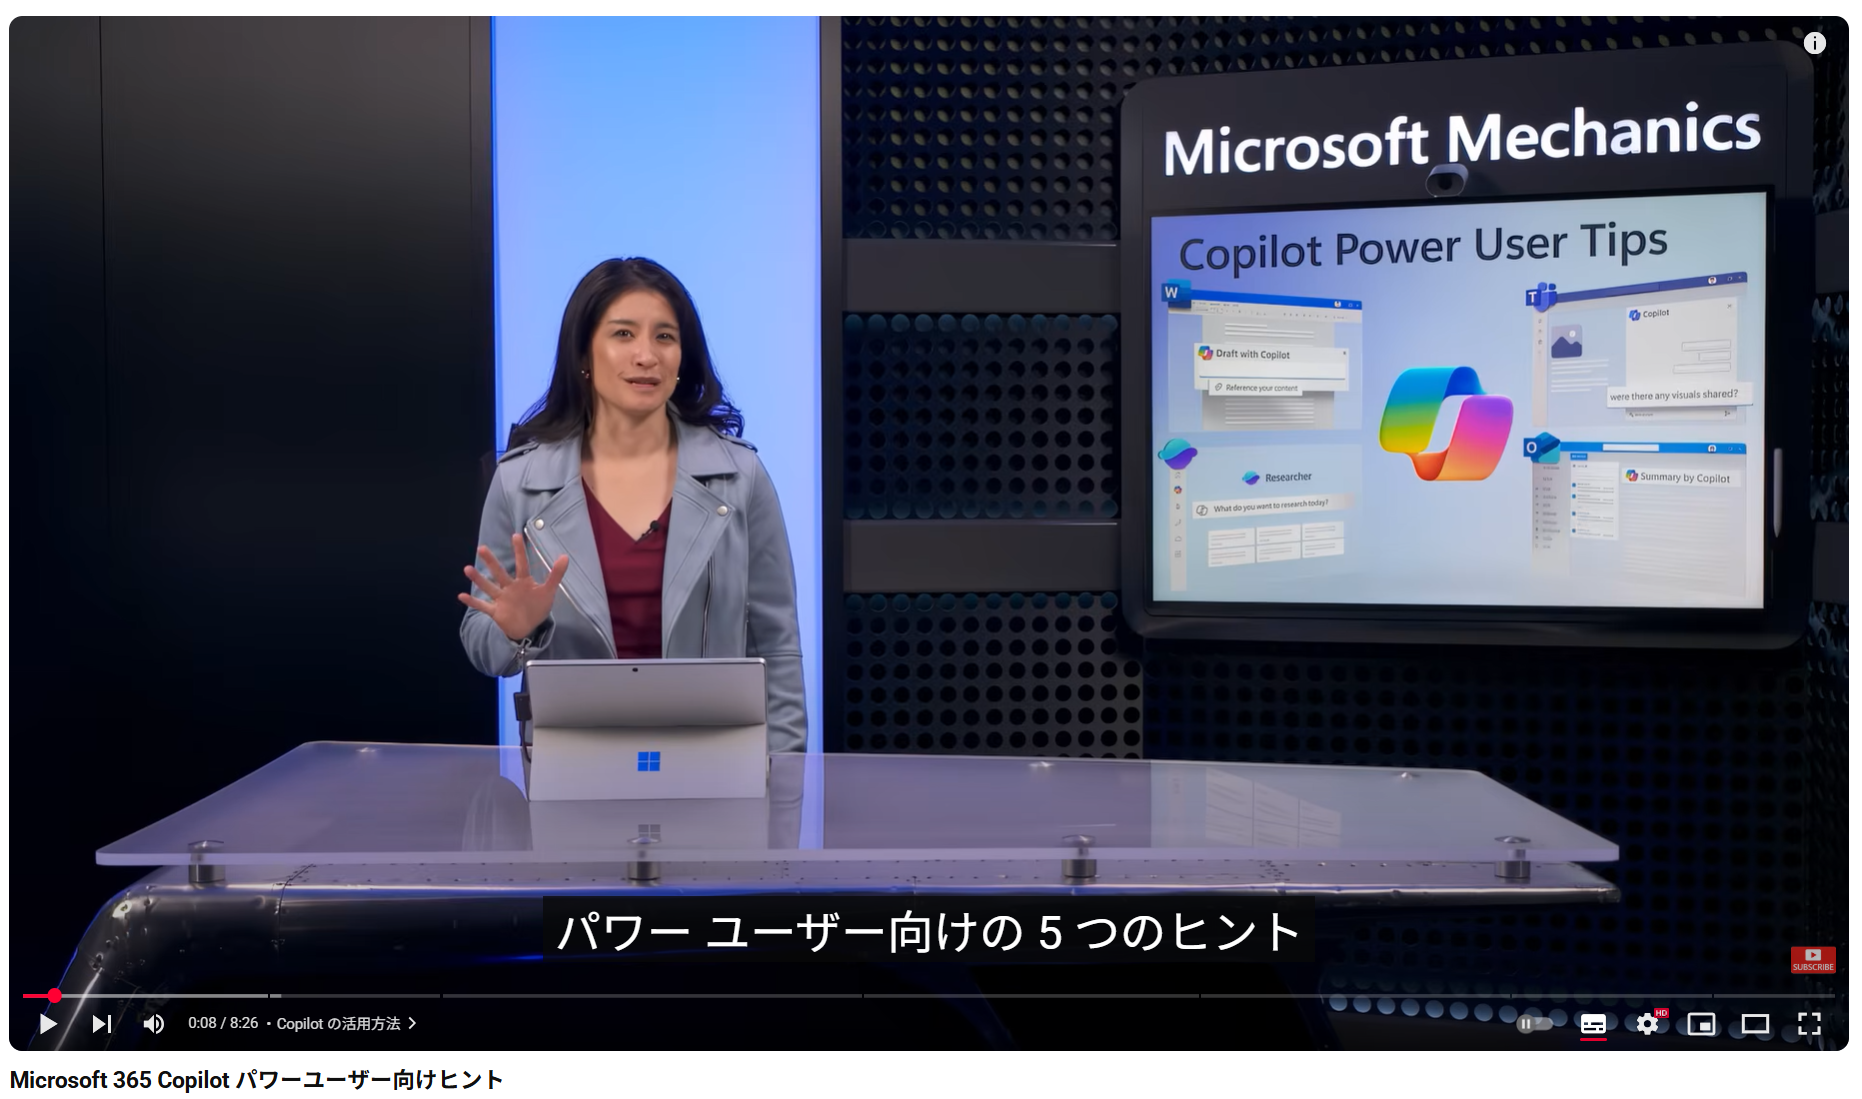 Microsoft Mechanics
Copilot Power User Tips
W
Draft with Copilot
Reference your content
T
Copilot
were there any visuals shared?
Researcher
What do you want to research today?
O
Summary by Copilot
パワー ユーザー向けの 5 つのヒント
SUBSCRIBE
0:08 / 8:26 • Copilot の活用方法
HD
Microsoft 365 Copilot パワーユーザー向けヒント